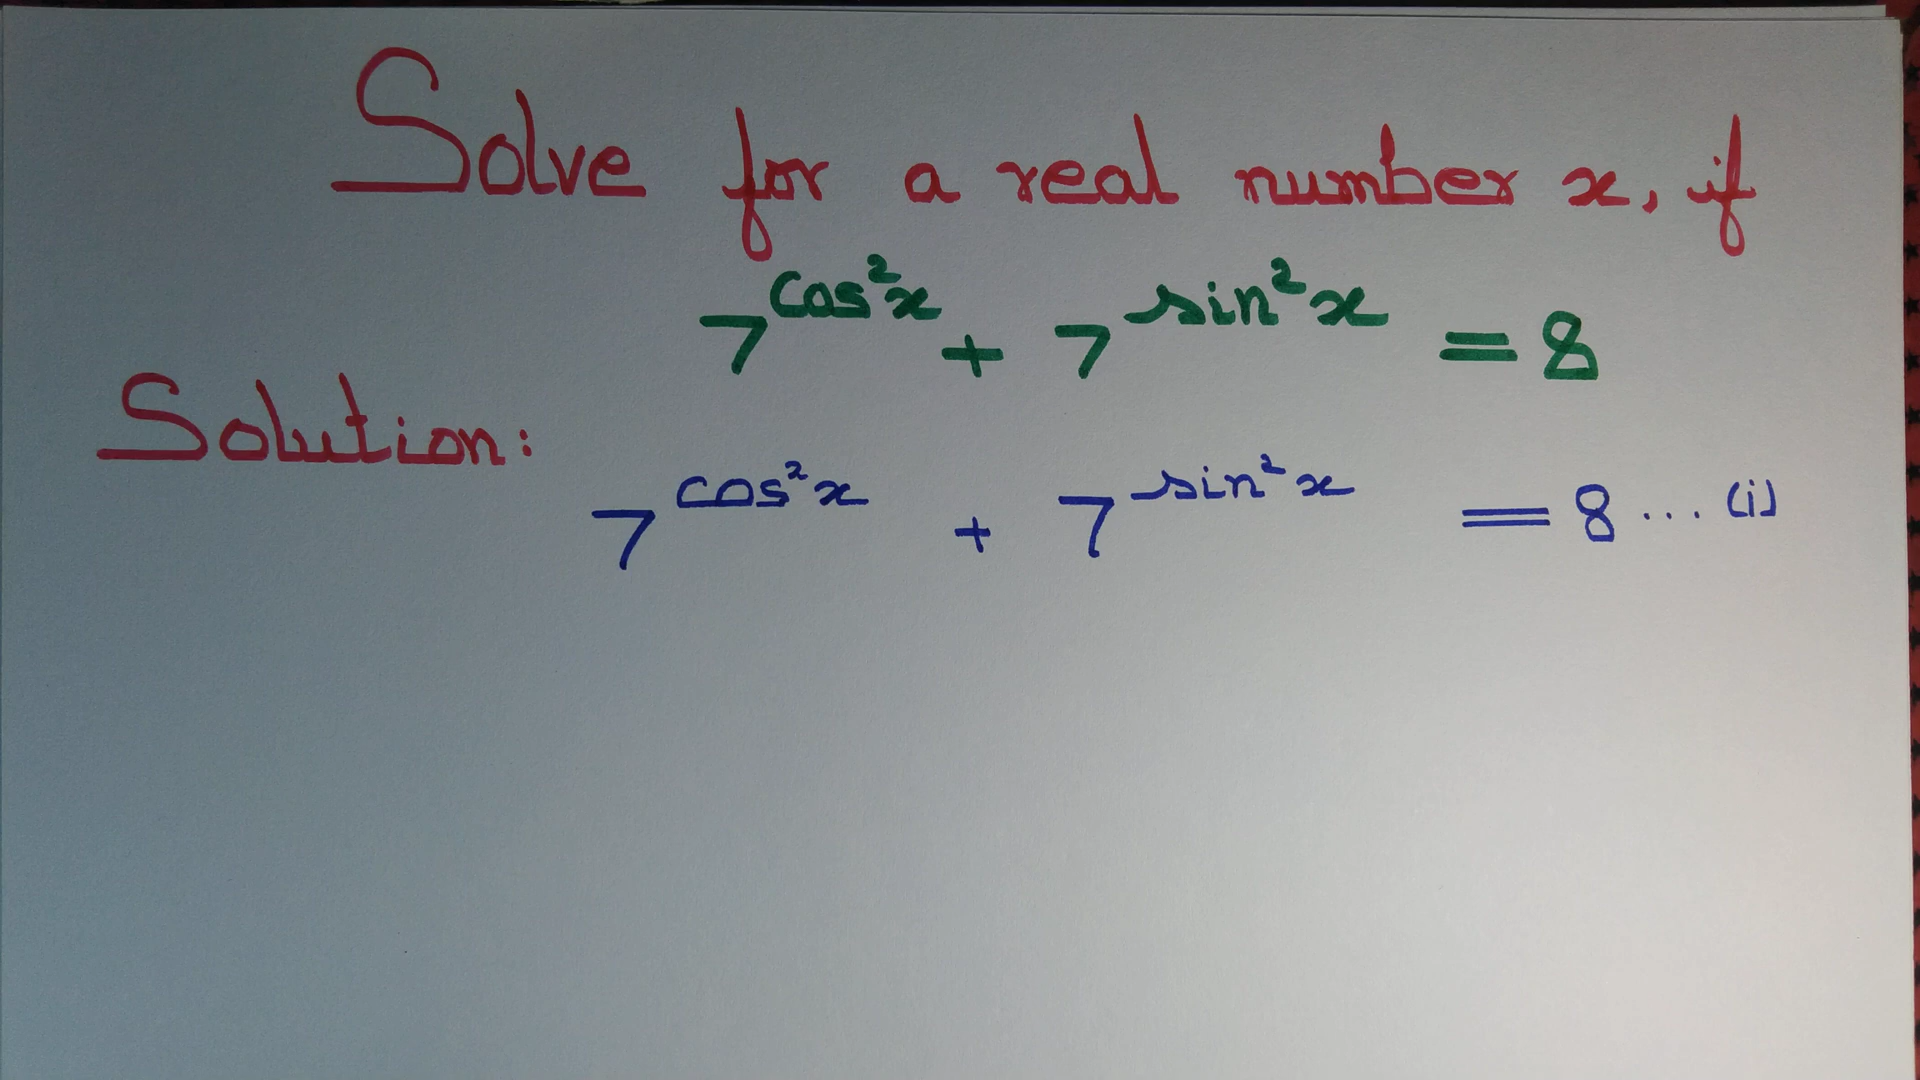 Solve for a real number x, if
7^cos²x + 7^sin²x = 8
Solution:
7^cos²x + 7^sin²x = 8 ... (i)